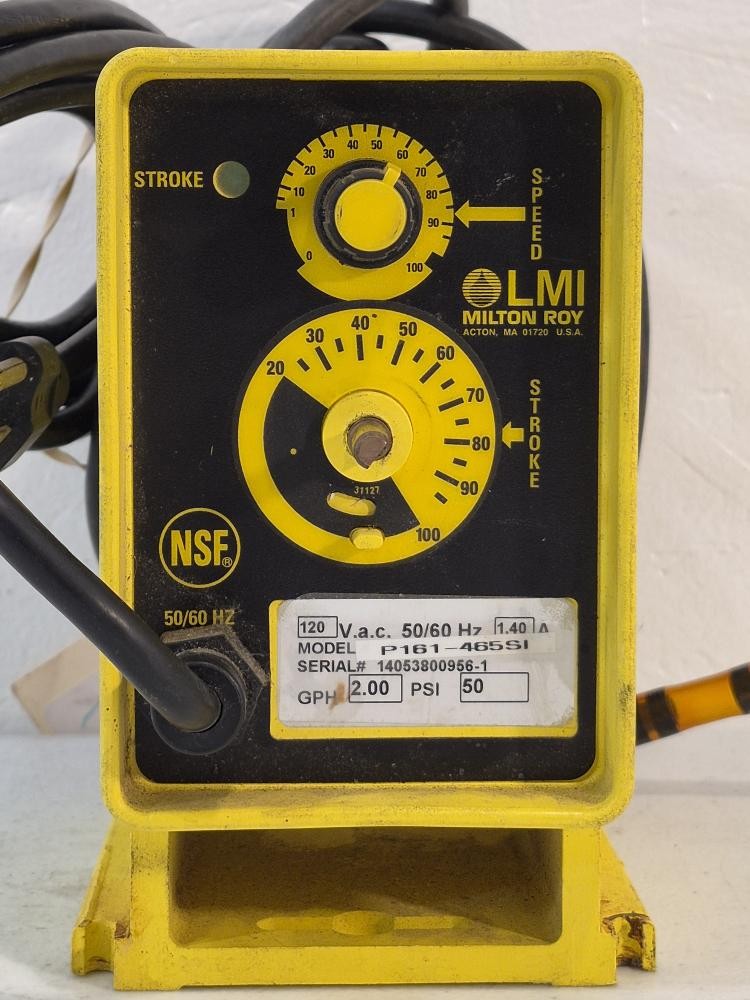 STROKE
0 1 10 20 30 40 50 60 70 80 90 100
SPEED
LMI
MILTON ROY
ACTON, MA 01720 U.S.A.
20 30 40 50 60 70 80 90 100
STROKE
31127
NSF®
50/60 HZ
120 V.a.c. 50/60 Hz 1.40 A
MODEL P161-465SI
SERIAL# 14053800956-1
GPH 2.00 PSI 50